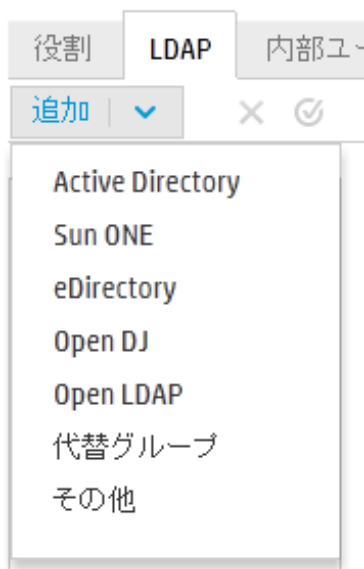 役割 LDAP 内部ユー
追加
Active Directory
Sun ONE
eDirectory
Open DJ
Open LDAP
代替グループ
その他